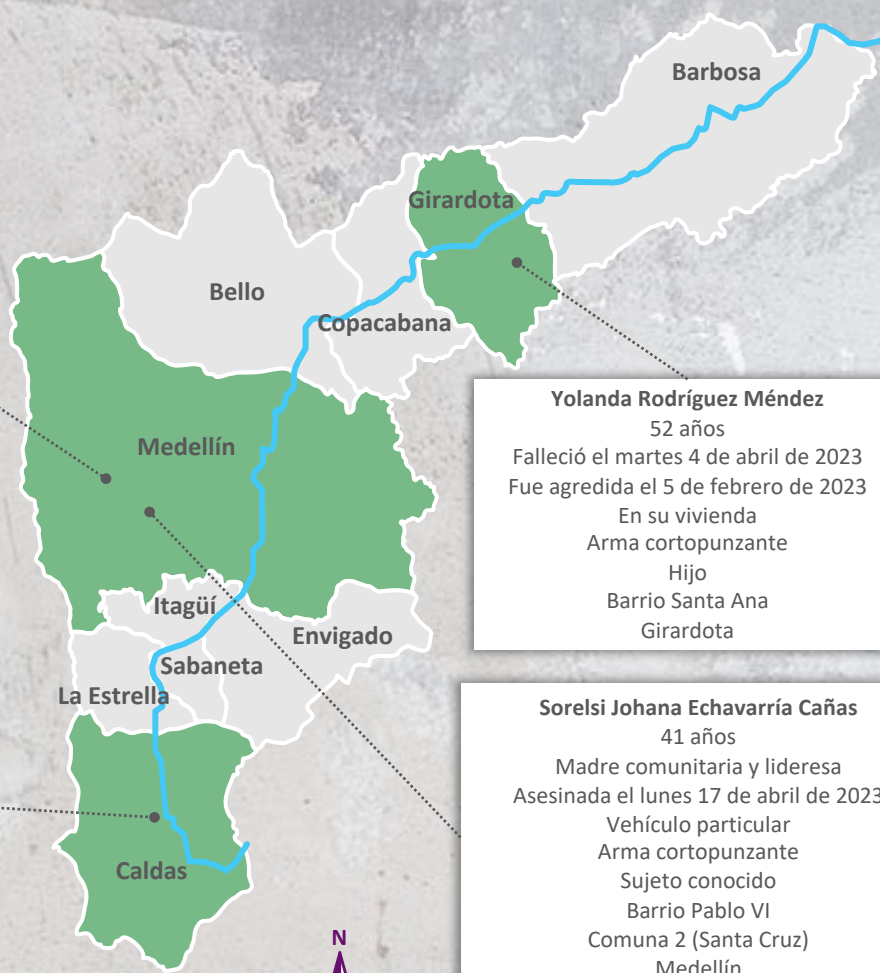 Barbosa
Girardota
Bello
Copacabana
Medellín
Itagüí
Envigado
Sabaneta
La Estrella
Caldas
N
Yolanda Rodríguez Méndez
52 años
Falleció el martes 4 de abril de 2023
Fue agredida el 5 de febrero de 2023
En su vivienda
Arma cortopunzante
Hijo
Barrio Santa Ana
Girardota
Sorelsi Johana Echavarría Cañas
41 años
Madre comunitaria y lideresa
Asesinada el lunes 17 de abril de 2023
Vehículo particular
Arma cortopunzante
Sujeto conocido
Barrio Pablo VI
Comuna 2 (Santa Cruz)
Medellín